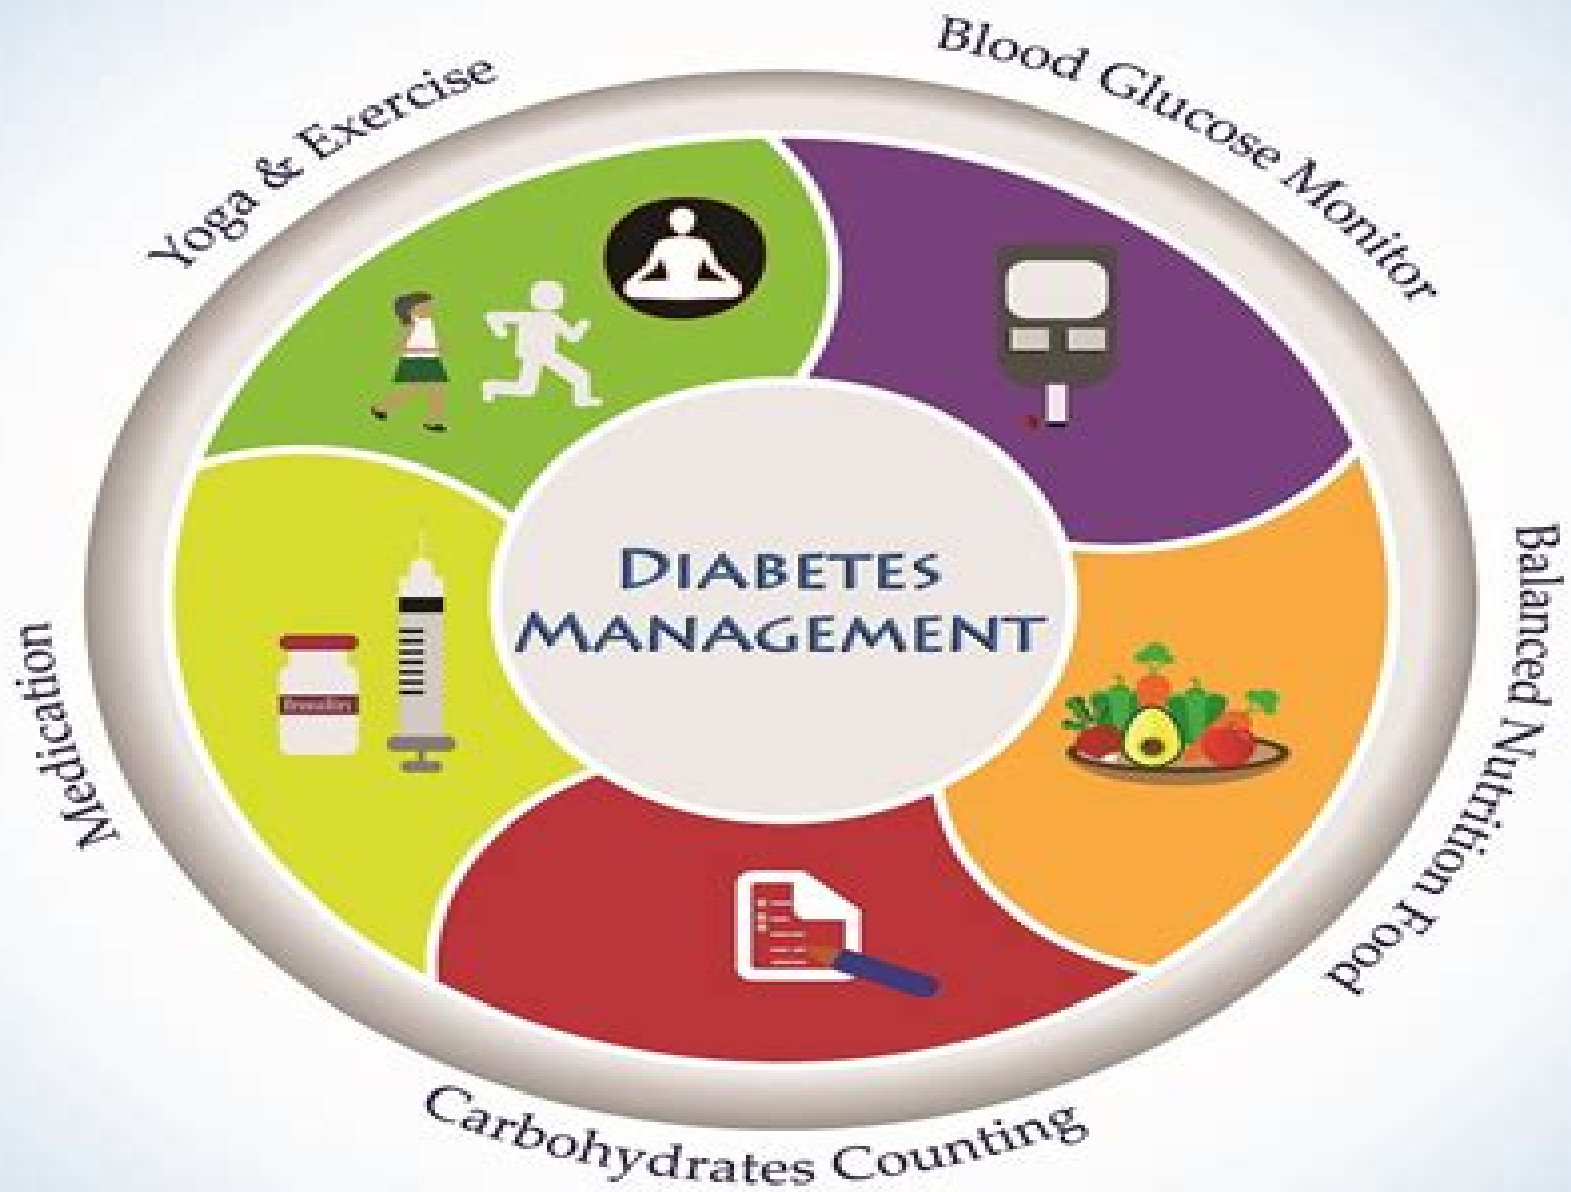 Yoga & Exercise
Blood Glucose Monitor
DIABETES
MANAGEMENT
Medication
Balanced Nutrition Food
Carbohydrates Counting